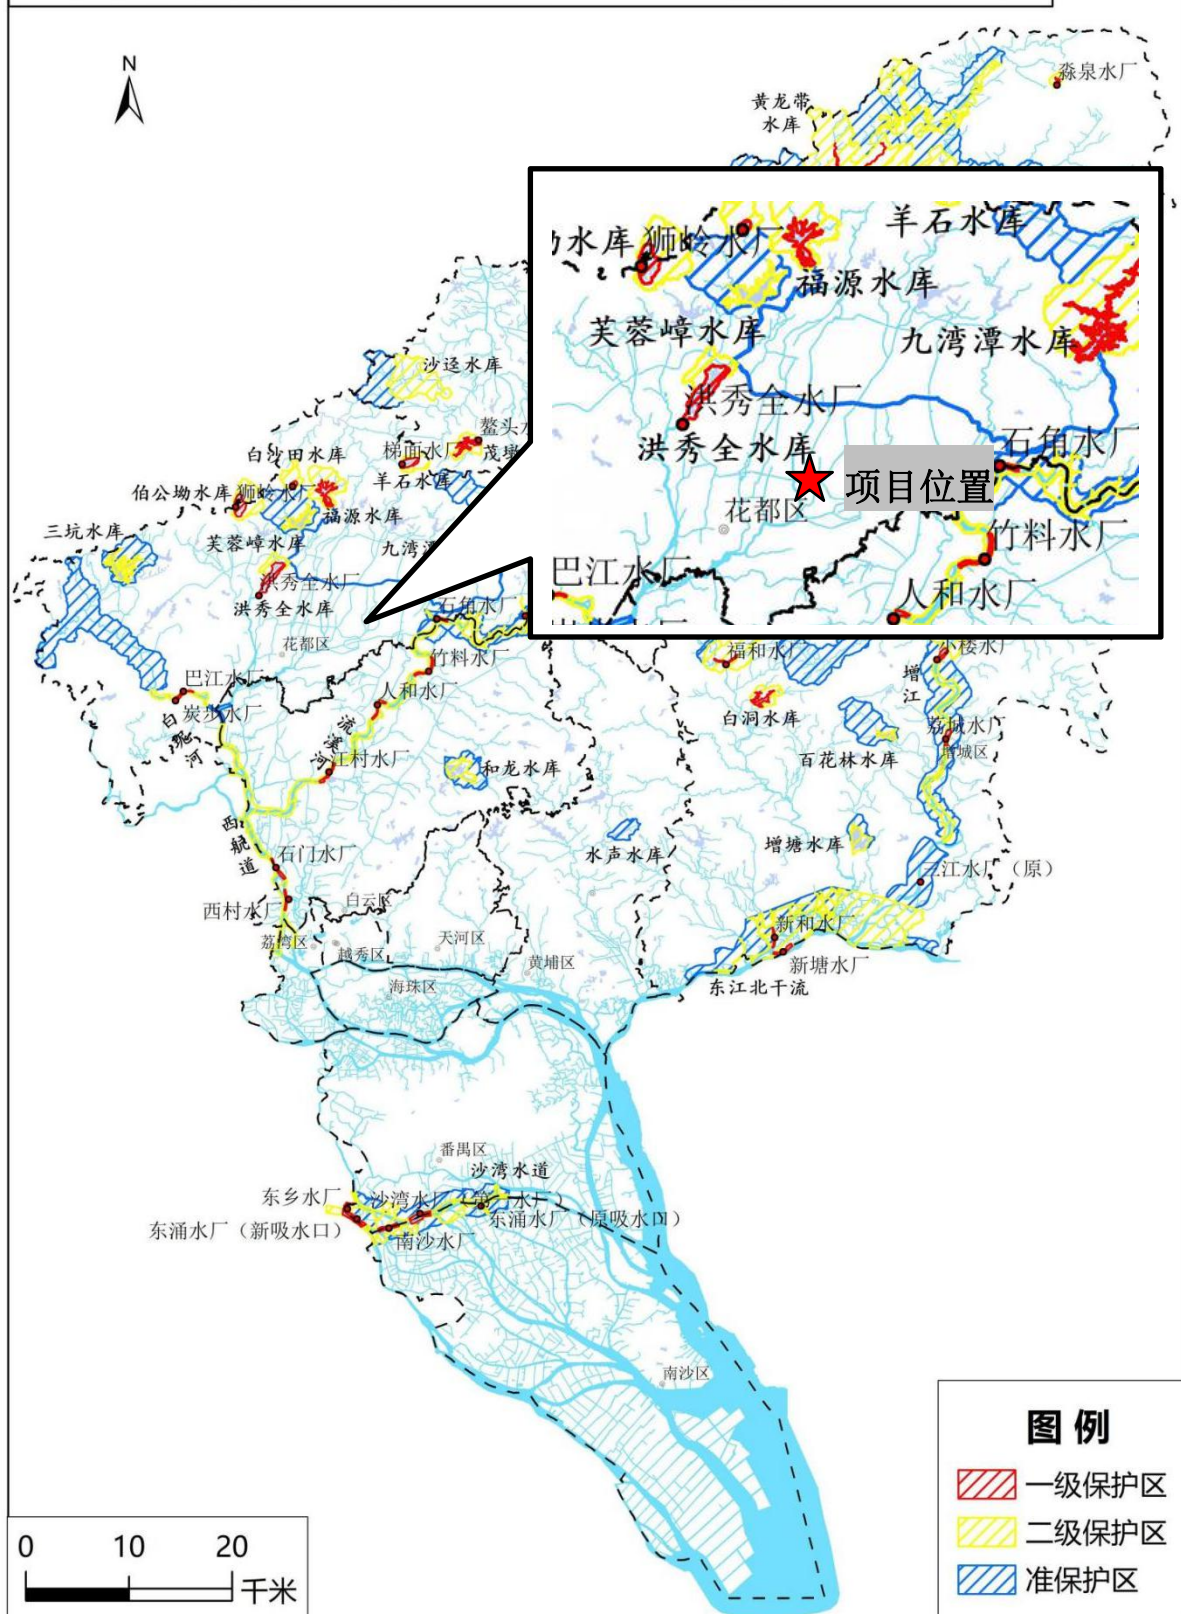 N
淼泉水厂
黄龙带
水库
羊石水库
狮岭水厂
水库
福源水库
芙蓉嶂水库
九湾潭水库
洪秀全水厂
洪秀全水库
石角水厂
项目位置
花都区
竹料水厂
巴江水厂
人和水厂
沙迳水库
鳌头水
梯面水厂
茂墩
白沙田水库
羊石水库
伯公坳水库
狮岭水厂
福源水库
三坑水库
芙蓉嶂水库
九湾潭
洪秀全水厂
洪秀全水库
石角水厂
花都区
竹料水厂
福和水厂
小楼水厂
巴江水厂
炭步水厂
人和水厂
增江
白洞水库
白坭河
流溪河
荔城水厂
增城区
江村水厂
和龙水库
百花林水库
西航道
石门水厂
水声水库
增塘水库
三江水厂（原）
西村水厂
白云区
新和水厂
荔湾区
越秀区
天河区
黄埔区
新塘水厂
海珠区
东江北干流
番禺区
沙湾水道
东乡水厂
沙湾水厂（第一水厂）
东涌水厂（新吸水口）
南沙水厂
东涌水厂（原吸水口）
南沙区
图例
一级保护区
二级保护区
准保护区
0 10 20
千米